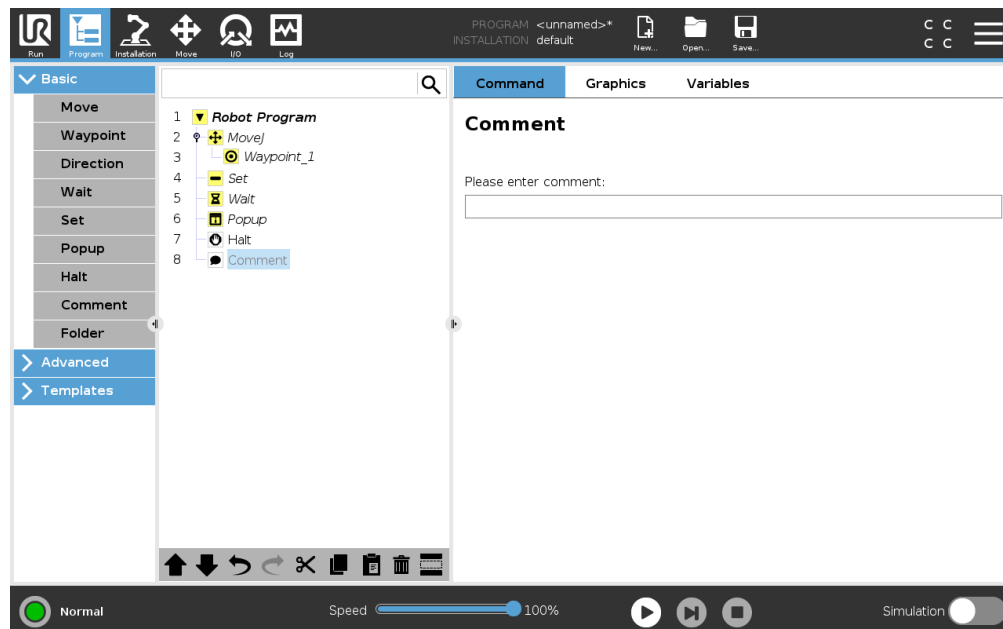 PROGRAM <unnamed>*
INSTALLATION default
C C
C C
UR
Run
Program
Installation
Move
I/O
Log
New...
Open...
Save...
Basic
Move
Waypoint
Direction
Wait
Set
Popup
Halt
Comment
Folder
Advanced
Templates
1 Robot Program
2 MoveJ
3 Waypoint_1
4 Set
5 Wait
6 Popup
7 Halt
8 Comment
Command Graphics Variables
Comment
Please enter comment:
Normal
Speed 100%
Simulation